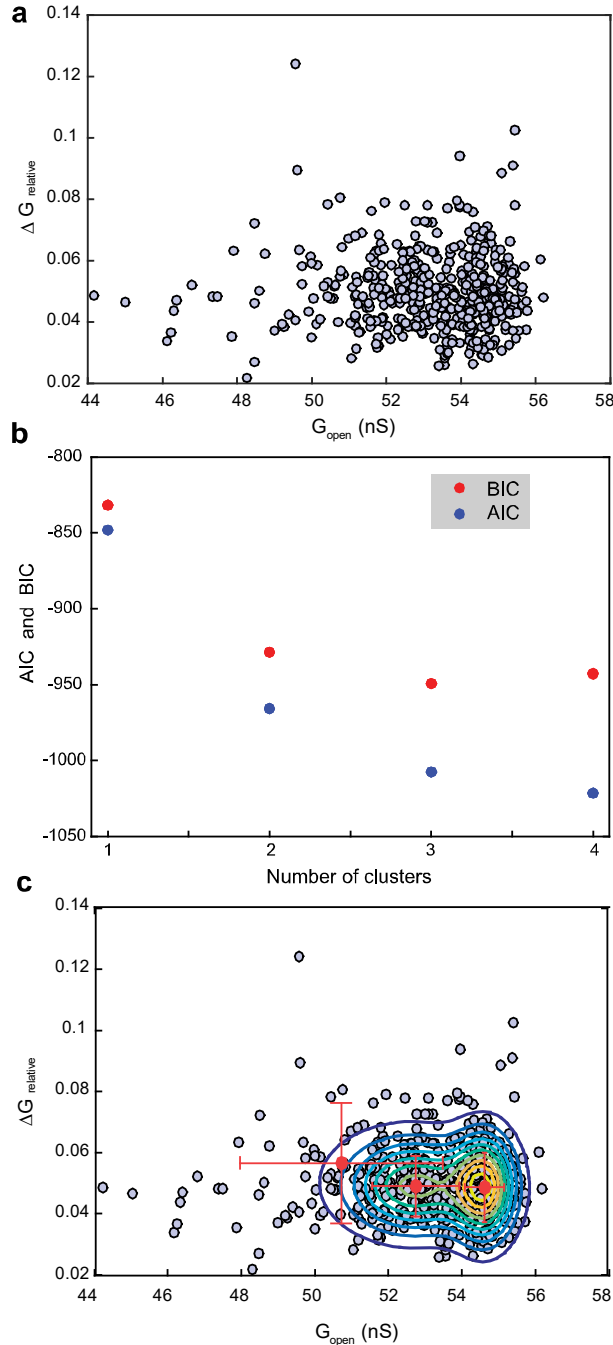 a
0.14
0.12
0.1
0.08
0.06
0.04
0.02
ΔG relative
44 46 48 50 52 54 56 58
Gopen (nS)
b
-800
-850
-900
-950
-1000
-1050
AIC and BIC
BIC
AIC
1 2 3 4
Number of clusters
c
0.14
0.12
0.1
0.08
0.06
0.04
0.02
ΔG relative
44 46 48 50 52 54 56 58
Gopen (nS)